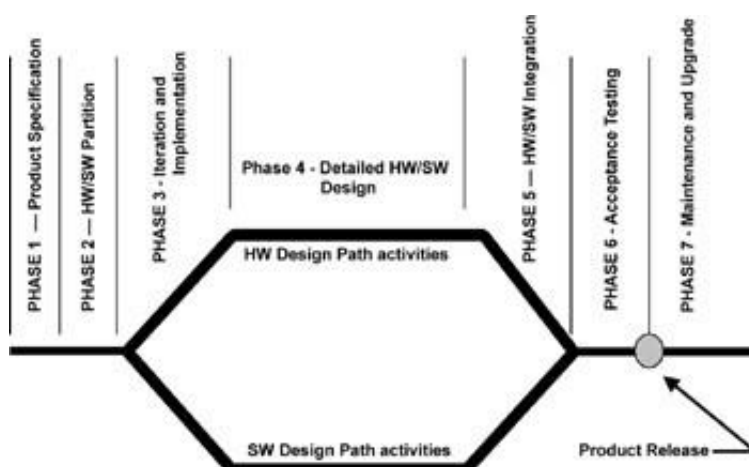 PHASE 1 — Product Specification
PHASE 2 — HW/SW Partition
PHASE 3 - Iteration and
Implementation
Phase 4 - Detailed HW/SW
Design
PHASE 5 — HW/SW Integration
PHASE 6 - Acceptance Testing
PHASE 7 - Maintenance and Upgrade
HW Design Path activities
SW Design Path activities
Product Release